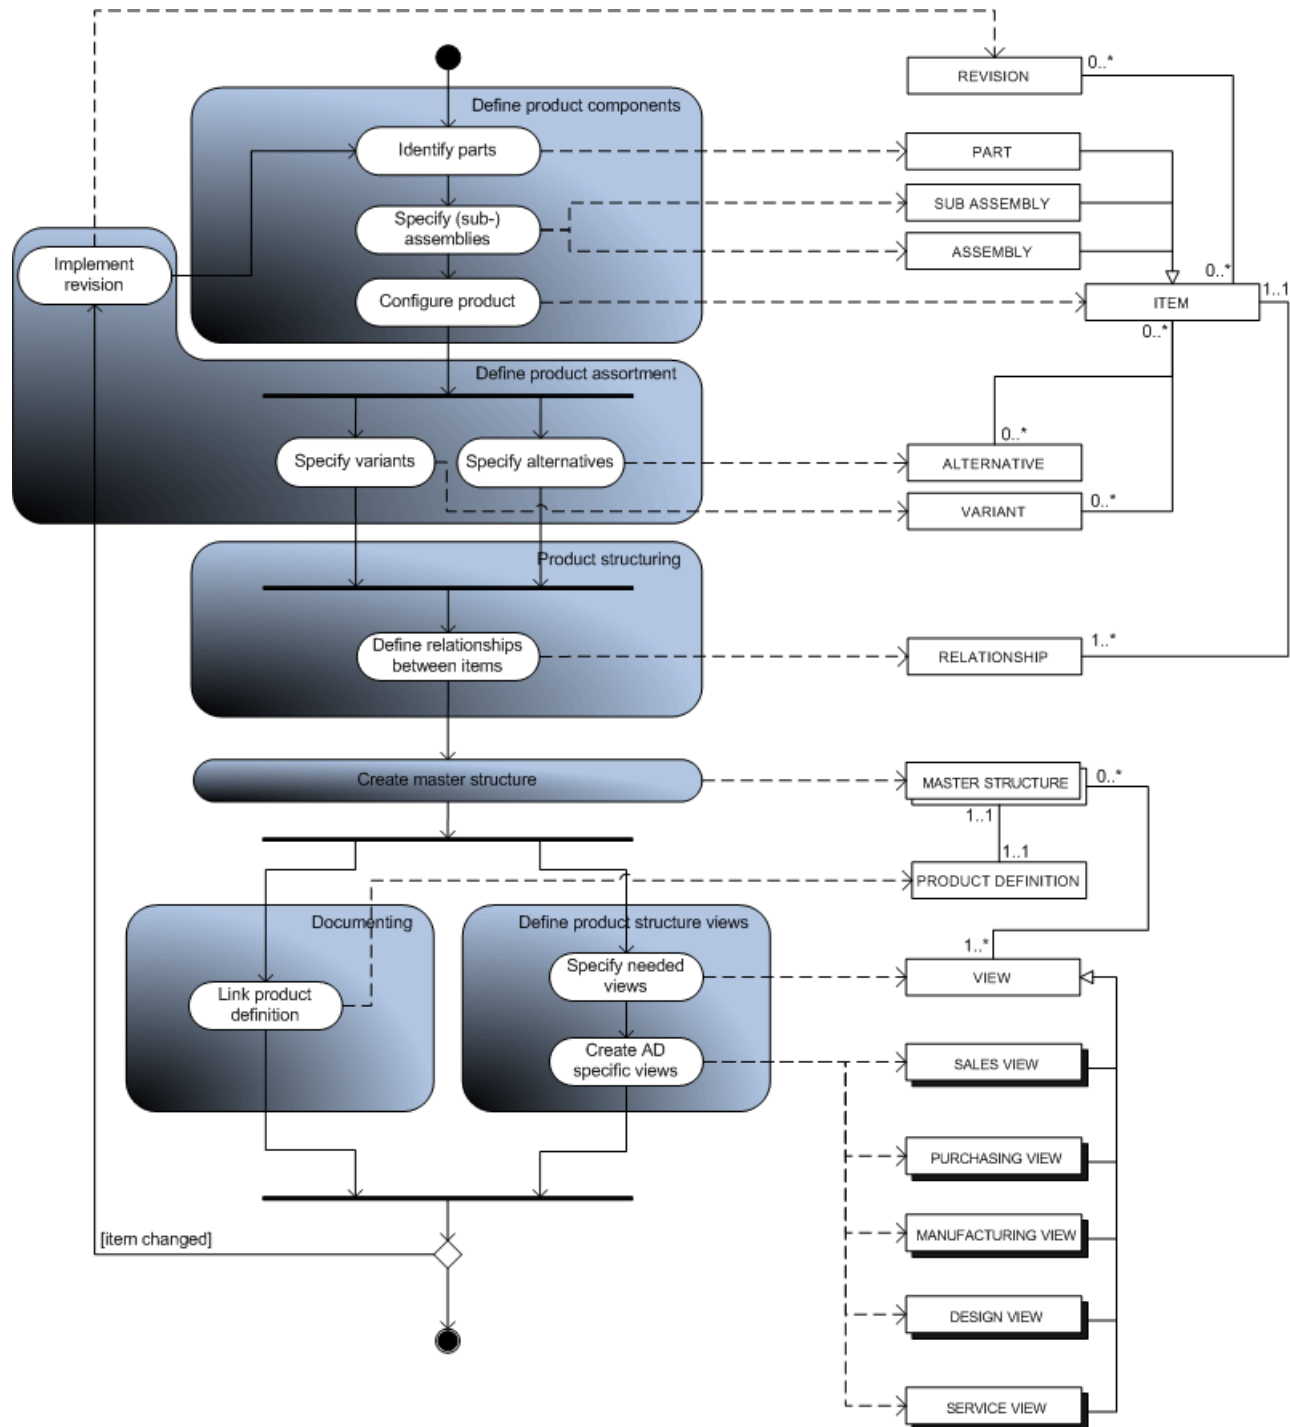 REVISION
0..*
Define product components
Identify parts
PART
Specify (sub-)
assemblies
SUB ASSEMBLY
ASSEMBLY
Implement
revision
Configure product
0..*
ITEM
1..1
0..*
Define product assortment
Specify variants
Specify alternatives
0..*
ALTERNATIVE
VARIANT
0..*
Product structuring
Define relationships
between items
RELATIONSHIP
1..*
Create master structure
MASTER STRUCTURE
0..*
1..1
1..1
PRODUCT DEFINITION
Documenting
Define product structure views
1..*
Specify needed
views
VIEW
Link product
definition
Create AD
specific views
SALES VIEW
PURCHASING VIEW
MANUFACTURING VIEW
[item changed]
DESIGN VIEW
SERVICE VIEW